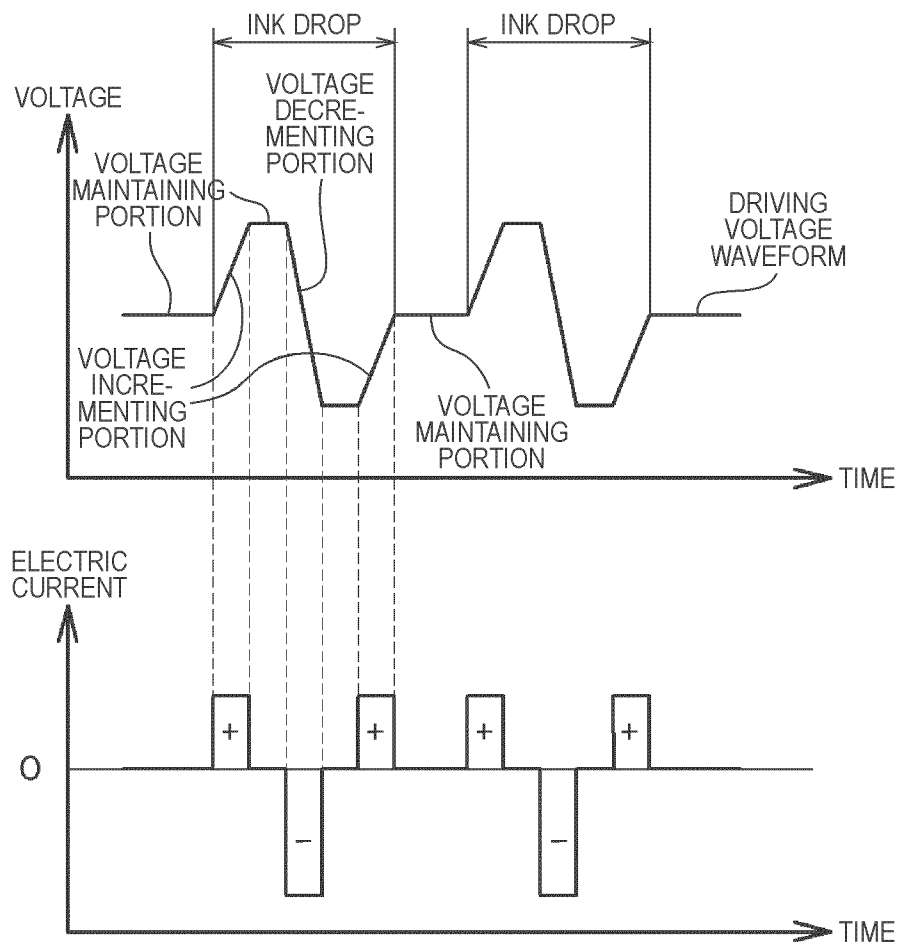 INK DROP
INK DROP
VOLTAGE
VOLTAGE
DECRE-
MENTING
PORTION
VOLTAGE
MAINTAINING
PORTION
DRIVING
VOLTAGE
WAVEFORM
VOLTAGE
INCRE-
MENTING
PORTION
VOLTAGE
MAINTAINING
PORTION
TIME
ELECTRIC
CURRENT
+
+
+
+
0
−
−
TIME